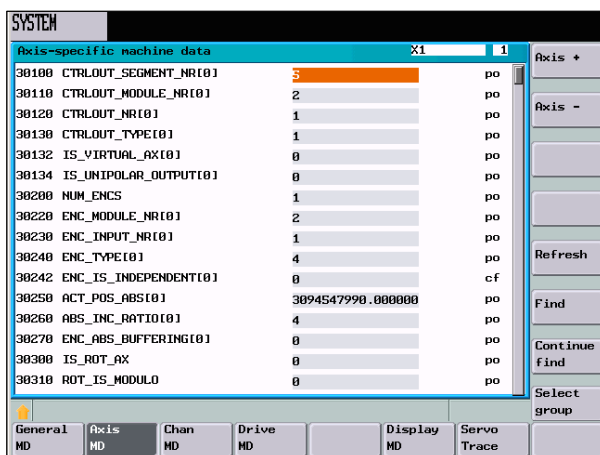 SYSTEM
Axis-specific machine data X1 1
30100 CTRLOUT_SEGMENT_NR[0] 5 po
30110 CTRLOUT_MODULE_NR[0] 2 po
30120 CTRLOUT_NR[0] 1 po
30130 CTRLOUT_TYPE[0] 1 po
30132 IS_VIRTUAL_AX[0] 0 po
30134 IS_UNIPOLAR_OUTPUT[0] 0 po
30200 NUM_ENCS 1 po
30220 ENC_MODULE_NR[0] 2 po
30230 ENC_INPUT_NR[0] 1 po
30240 ENC_TYPE[0] 4 po
30242 ENC_IS_INDEPENDENT[0] 0 cf
30250 ACT_POS_ABS[0] 3094547990.000000 po
30260 ABS_INC_RATIO[0] 4 po
30270 ENC_ABS_BUFFERING[0] 0 po
30300 IS_ROT_AX 0 po
30310 ROT_IS_MODULO 0 po
Axis +
Axis -
Refresh
Find
Continue
find
Select
group
General
MD
Axis
MD
Chan
MD
Drive
MD
Display
MD
Servo
Trace